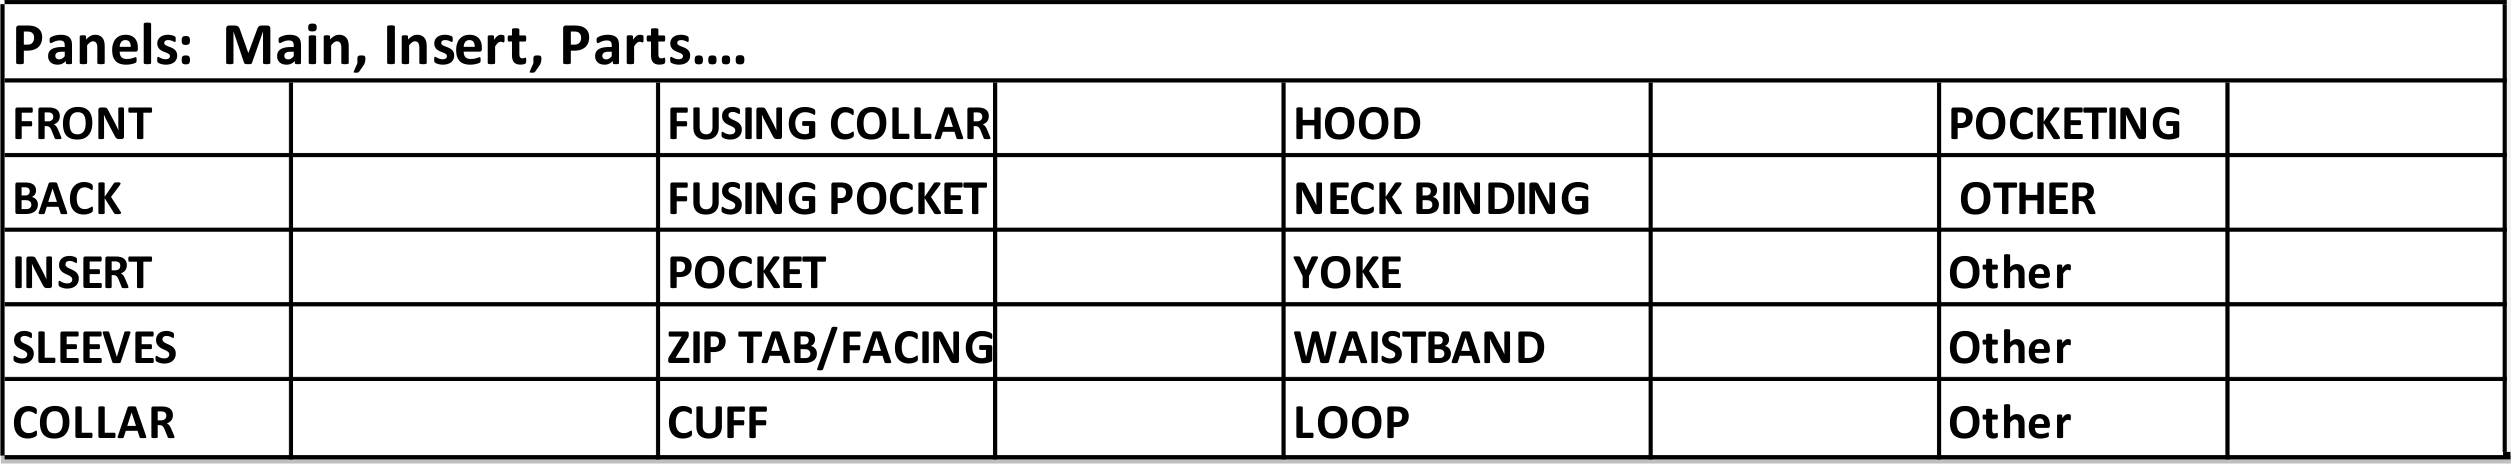 Panels:  Main, Insert, Parts....
FRONT FUSING COLLAR HOOD POCKETING
BACK FUSING POCKET NECK BINDING OTHER
INSERT POCKET YOKE Other
SLEEVES ZIP TAB/FACING WAISTBAND Other
COLLAR CUFF LOOP Other